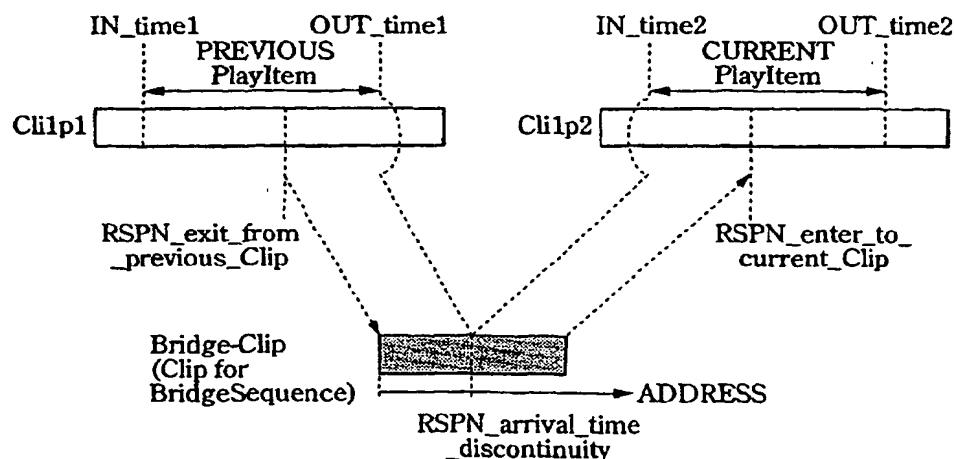 IN_time1
OUT_time1
IN_time2
OUT_time2
PREVIOUS
PlayItem
CURRENT
PlayItem
Cli1p1
Cli1p2
RSPN_exit_from
_previous_Clip
RSPN_enter_to_
current_Clip
Bridge-Clip
(Clip for
BridgeSequence)
ADDRESS
RSPN_arrival_time
_discontinuity